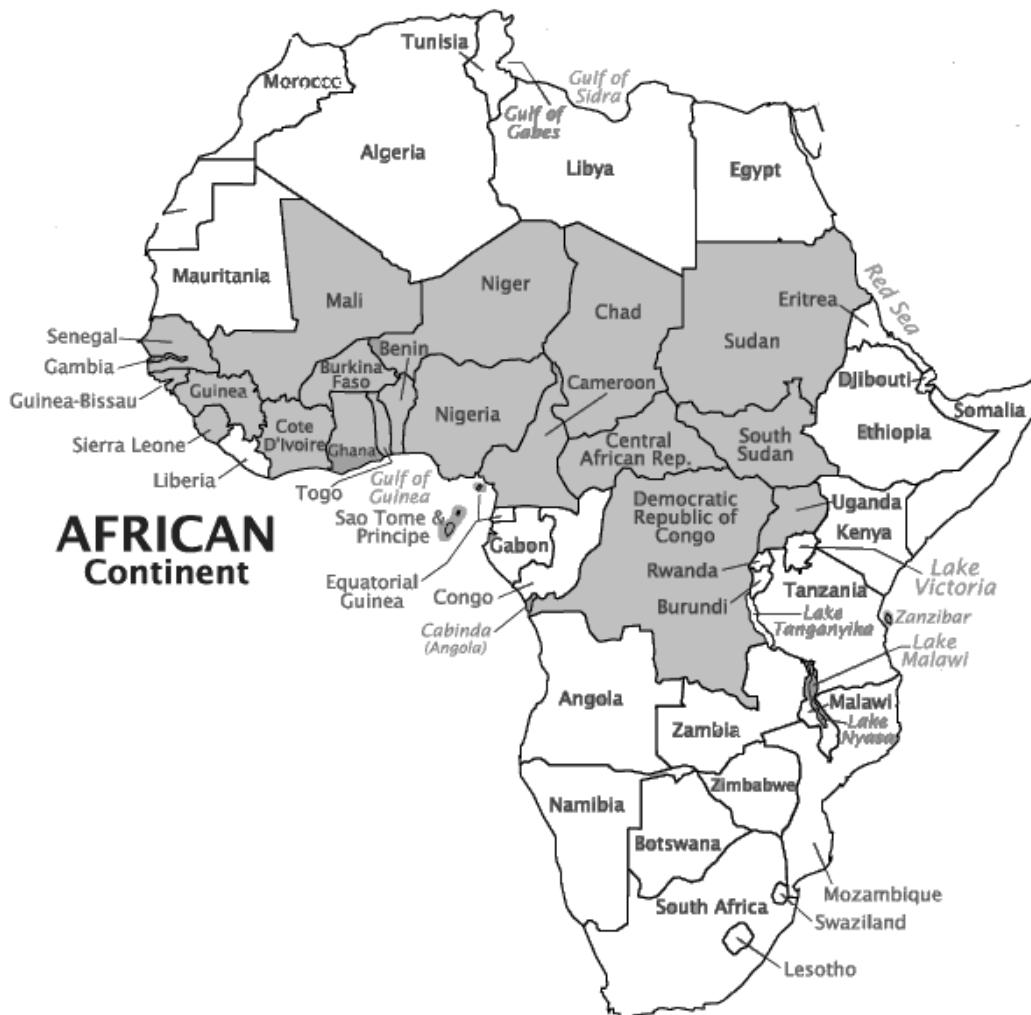 Tunisia
Morocco
Gulf of
Sidra
Gulf of
Gabes
Algeria
Libya
Egypt
Mauritania
Mali
Niger
Chad
Sudan
Eritrea
Red Sea
Senegal
Gambia
Guinea-Bissau
Guinea
Sierra Leone
Liberia
Cote
D'Ivoire
Burkina
Faso
Ghana
Benin
Togo
Nigeria
Cameroon
Central
African Rep.
South
Sudan
Djibouti
Somalia
Ethiopia
Gulf of
Guinea
Sao Tome &
Principe
Equatorial
Guinea
Gabon
Congo
Cabinda
(Angola)
Democratic
Republic of
Congo
Uganda
Kenya
Rwanda
Burundi
Lake
Victoria
Tanzania
Lake
Tanganyika
Zanzibar
Lake
Malawi
Malawi
Lake
Nyasa
AFRICAN
Continent
Angola
Zambia
Zimbabwe
Namibia
Botswana
Mozambique
South Africa
Swaziland
Lesotho